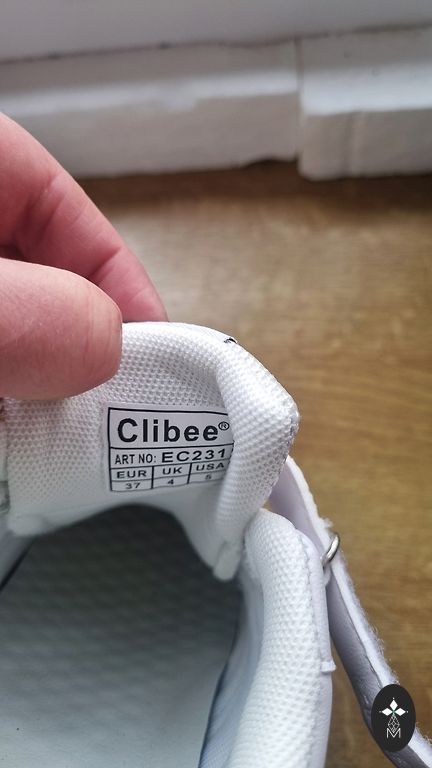 Clibee®
ART NO: EC231
EUR UK USA
37 4 5